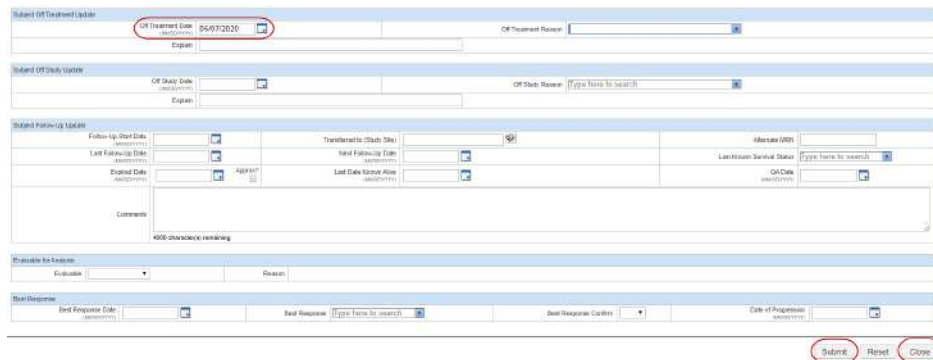 Subject Off Treatment Update
Off Treatment Date (MM/DD/YYYY) 06/07/2020 Off Treatment Reason
Explain
Subject Off Study Update
Off Study Date (MM/DD/YYYY) Off Study Reason Type here to search
Explain
Subject Follow-Up Update
Follow-Up Start Date (MM/DD/YYYY) Transferred to (Study Site) Alternate MRN
Last Follow-Up Date (MM/DD/YYYY) Next Follow-Up Date (MM/DD/YYYY) Last Known Survival Status Type here to search
Expired Date (MM/DD/YYYY) Approx? Last Date Known Alive (MM/DD/YYYY) QA Date (MM/DD/YYYY)
Comments
4000 character(s) remaining
Evaluable for Analysis
Evaluable Reason
Best Response
Best Response Date (MM/DD/YYYY) Best Response Type here to search Best Response Confirm Date of Progression (MM/DD/YYYY)
Submit Reset Close